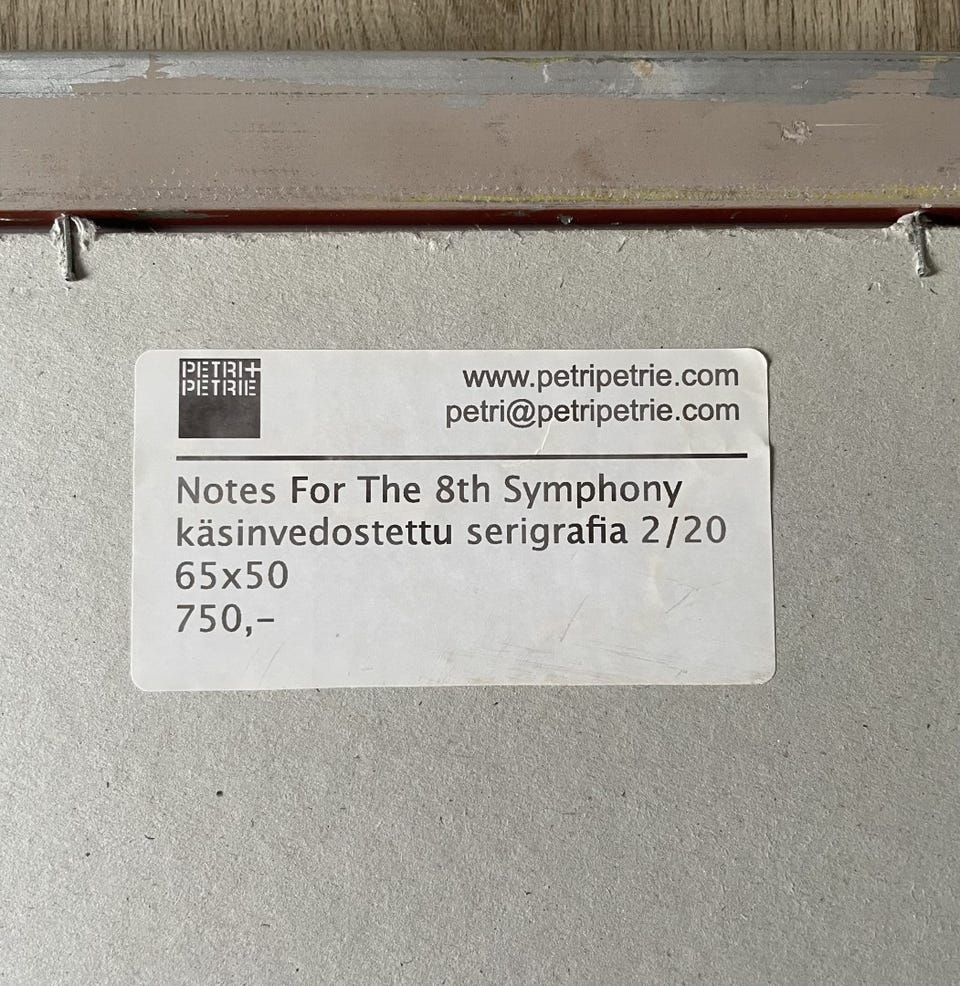 PETRI+
PETRIE
www.petripetrie.com
petri@petripetrie.com
Notes For The 8th Symphony
käsinvedostettu serigrafia 2/20
65x50
750,–